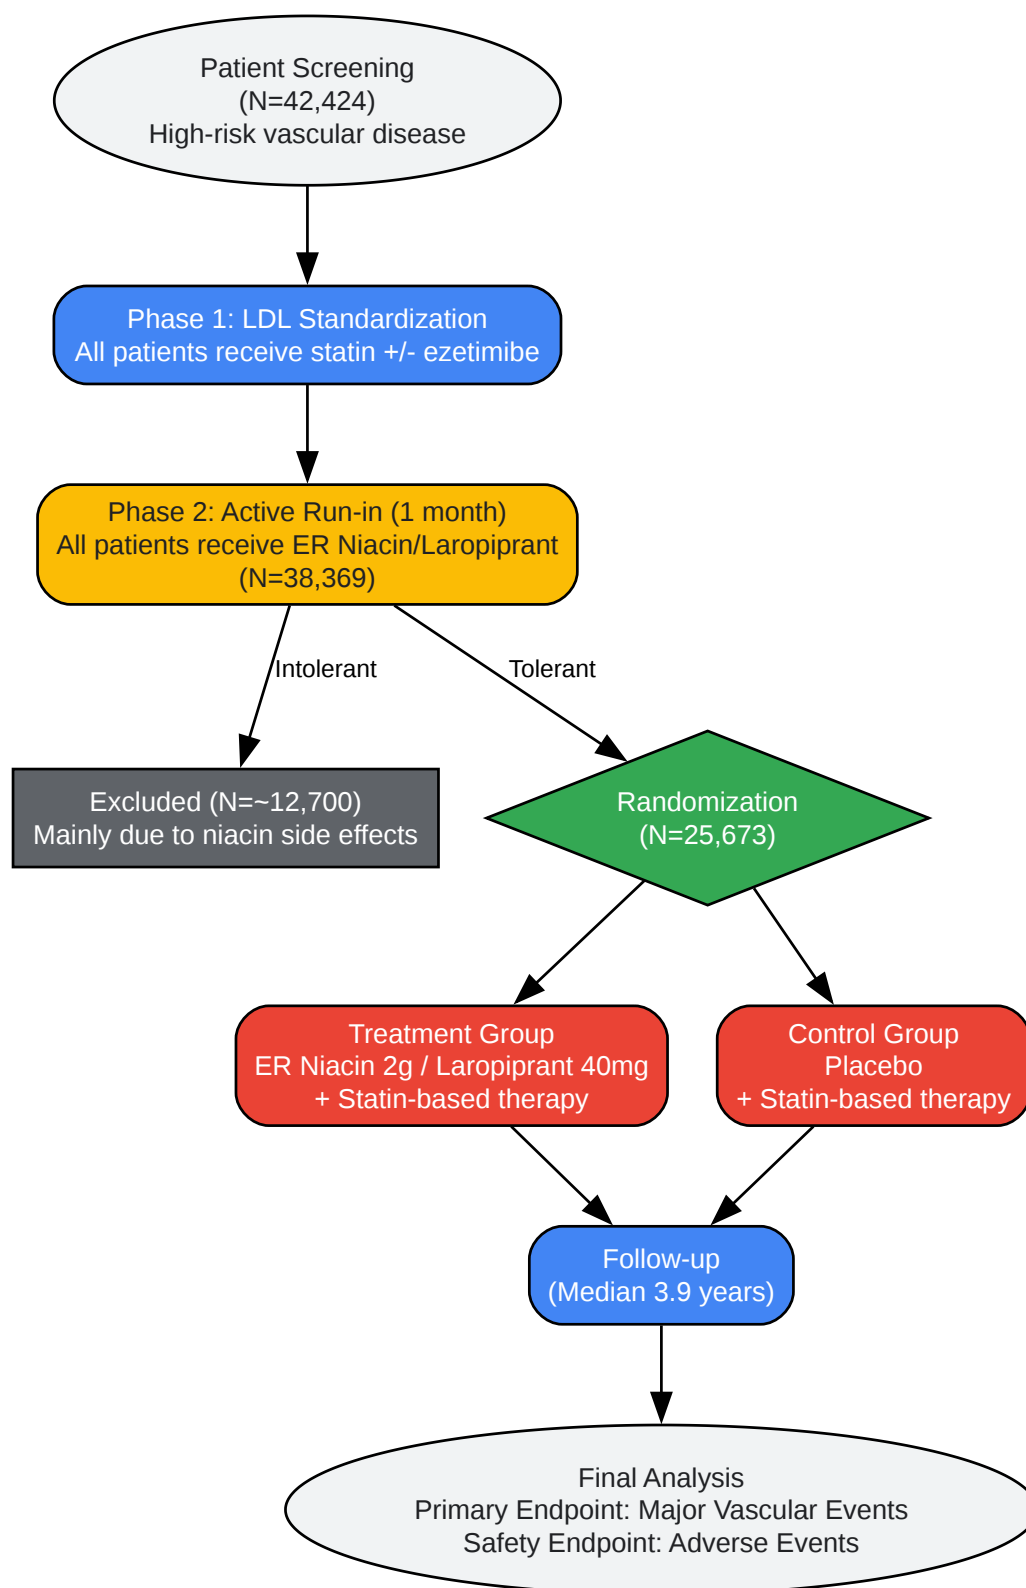 Patient Screening
(N=42,424)
High-risk vascular disease
Phase 1: LDL Standardization
All patients receive statin +/- ezetimibe
Phase 2: Active Run-in (1 month)
All patients receive ER Niacin/Laropiprant
(N=38,369)
Intolerant
Tolerant
Excluded (N=~12,700)
Mainly due to niacin side effects
Randomization
(N=25,673)
Treatment Group
ER Niacin 2g / Laropiprant 40mg
+ Statin-based therapy
Control Group
Placebo
+ Statin-based therapy
Follow-up
(Median 3.9 years)
Final Analysis
Primary Endpoint: Major Vascular Events
Safety Endpoint: Adverse Events